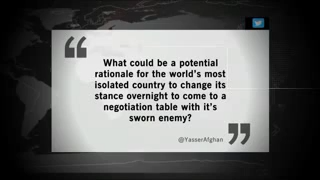 What could be a potential
rationale for the world's most
isolated country to change its
stance overnight to come to a
negotiation table with it's
sworn enemy?
@YasserAfghan